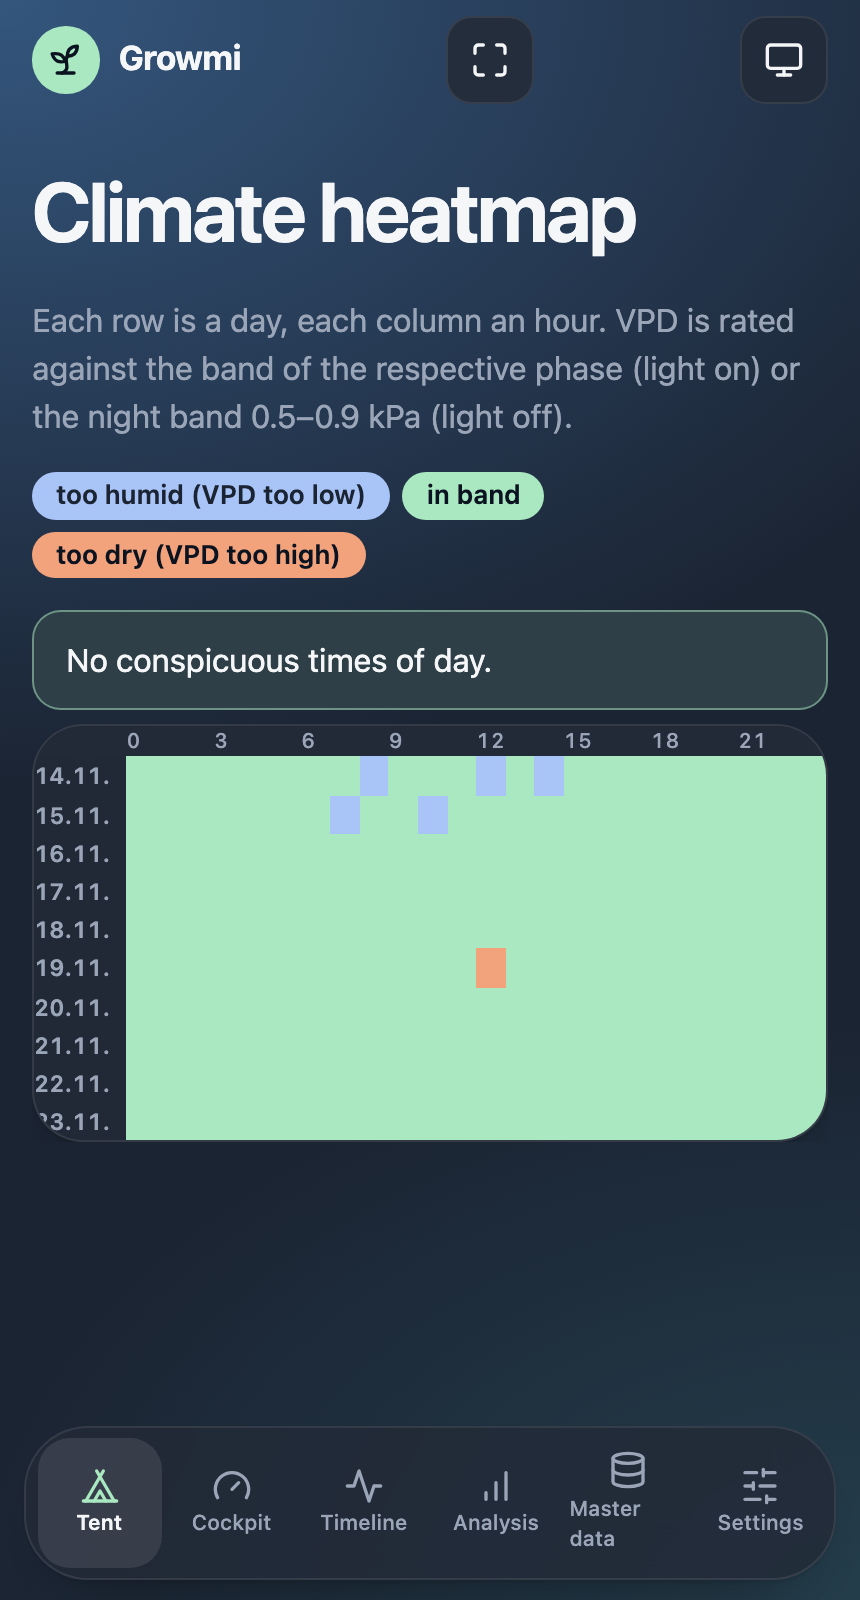 Growmi
Climate heatmap
Each row is a day, each column an hour. VPD is rated
against the band of the respective phase (light on) or
the night band 0.5–0.9 kPa (light off).
too humid (VPD too low)
in band
too dry (VPD too high)
No conspicuous times of day.
0 3 6 9 12 15 18 21
14.11.
15.11.
16.11.
17.11.
18.11.
19.11.
20.11.
21.11.
22.11.
23.11.
Tent
Cockpit
Timeline
Analysis
Master
data
Settings